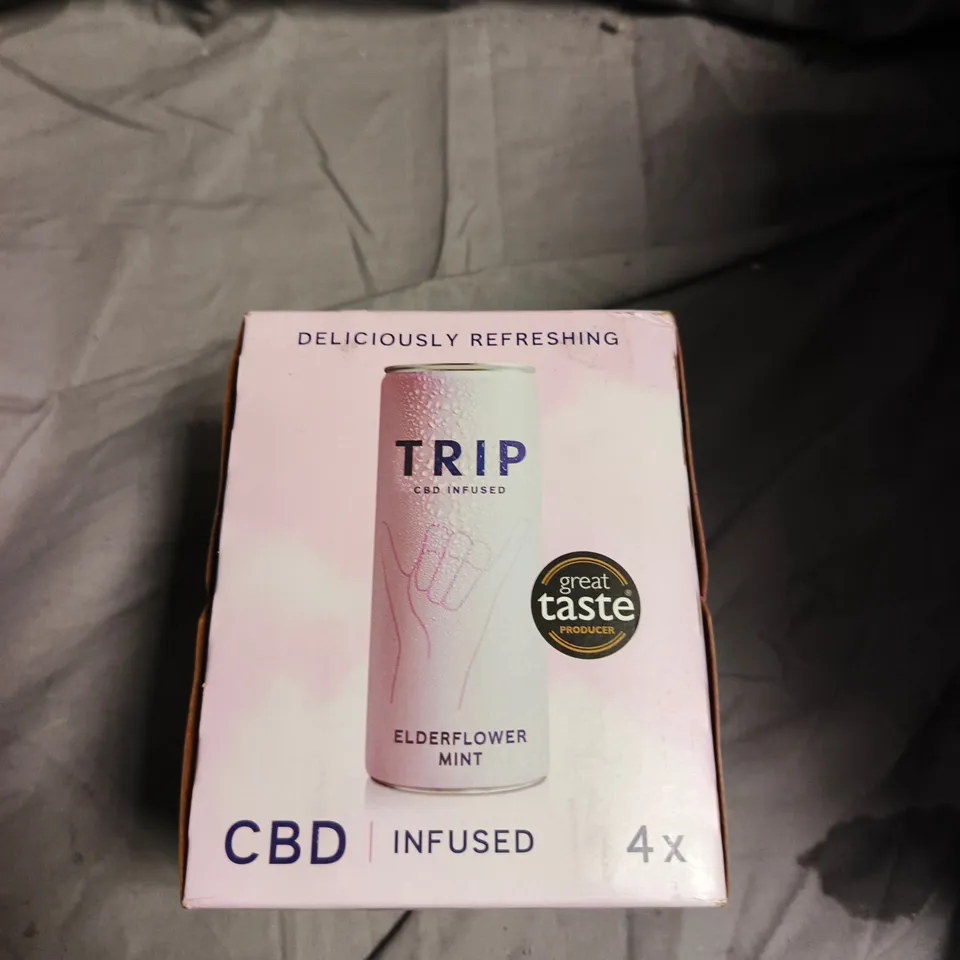 DELICIOUSLY REFRESHING
TRIP
CBD INFUSED
great
taste®
PRODUCER
ELDERFLOWER
MINT
CBD | INFUSED
4x